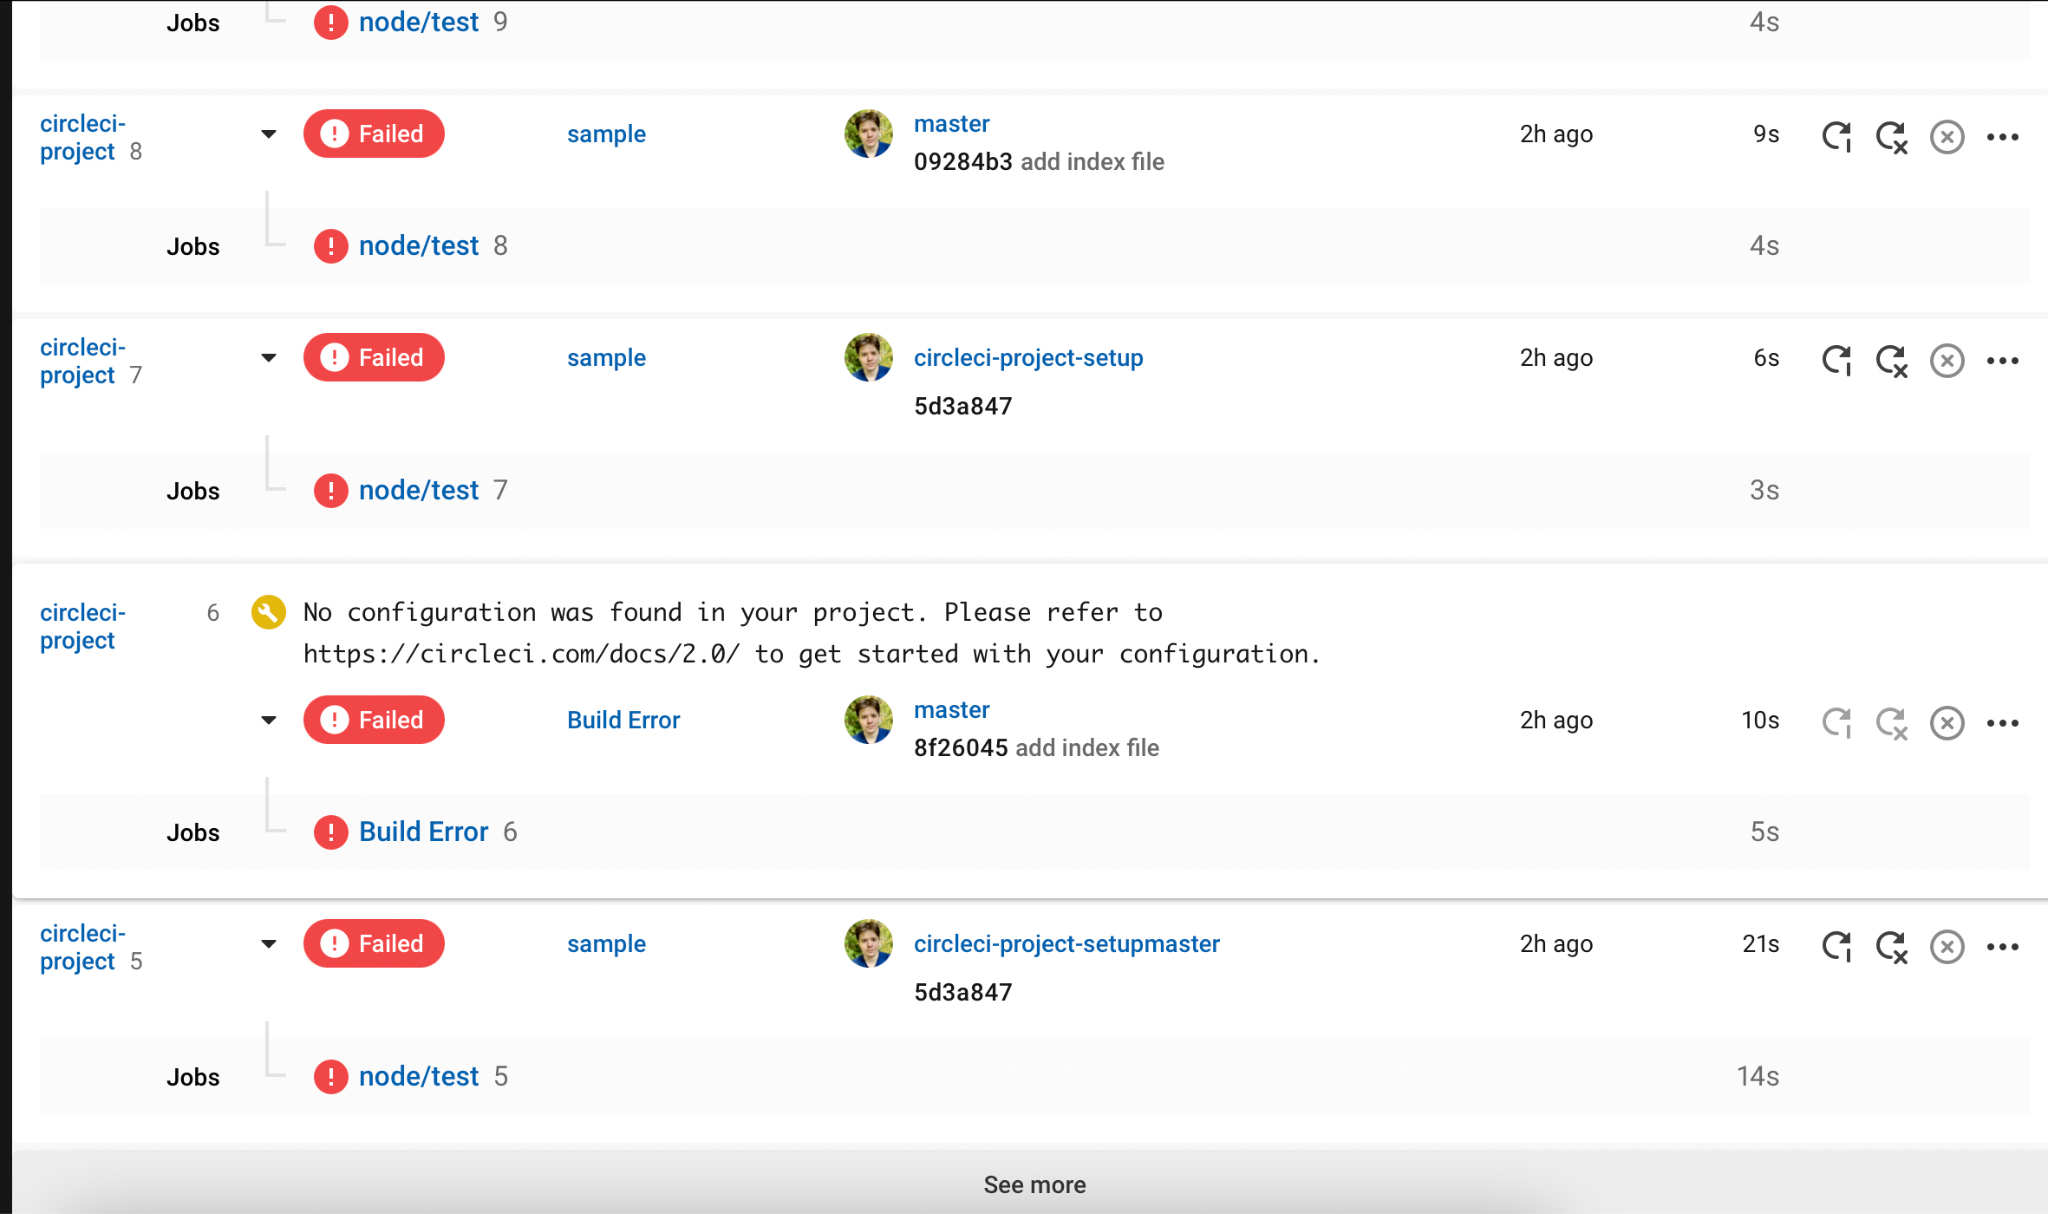 Jobs node/test 9 4s
circleci-
project 8 Failed sample master 2h ago 9s
09284b3 add index file
Jobs node/test 8 4s
circleci-
project 7 Failed sample circleci-project-setup 2h ago 6s
5d3a847
Jobs node/test 7 3s
circleci- 6 No configuration was found in your project. Please refer to
project https://circleci.com/docs/2.0/ to get started with your configuration.
Failed Build Error master 2h ago 10s
8f26045 add index file
Jobs Build Error 6 5s
circleci-
project 5 Failed sample circleci-project-setupmaster 2h ago 21s
5d3a847
Jobs node/test 5 14s
See more